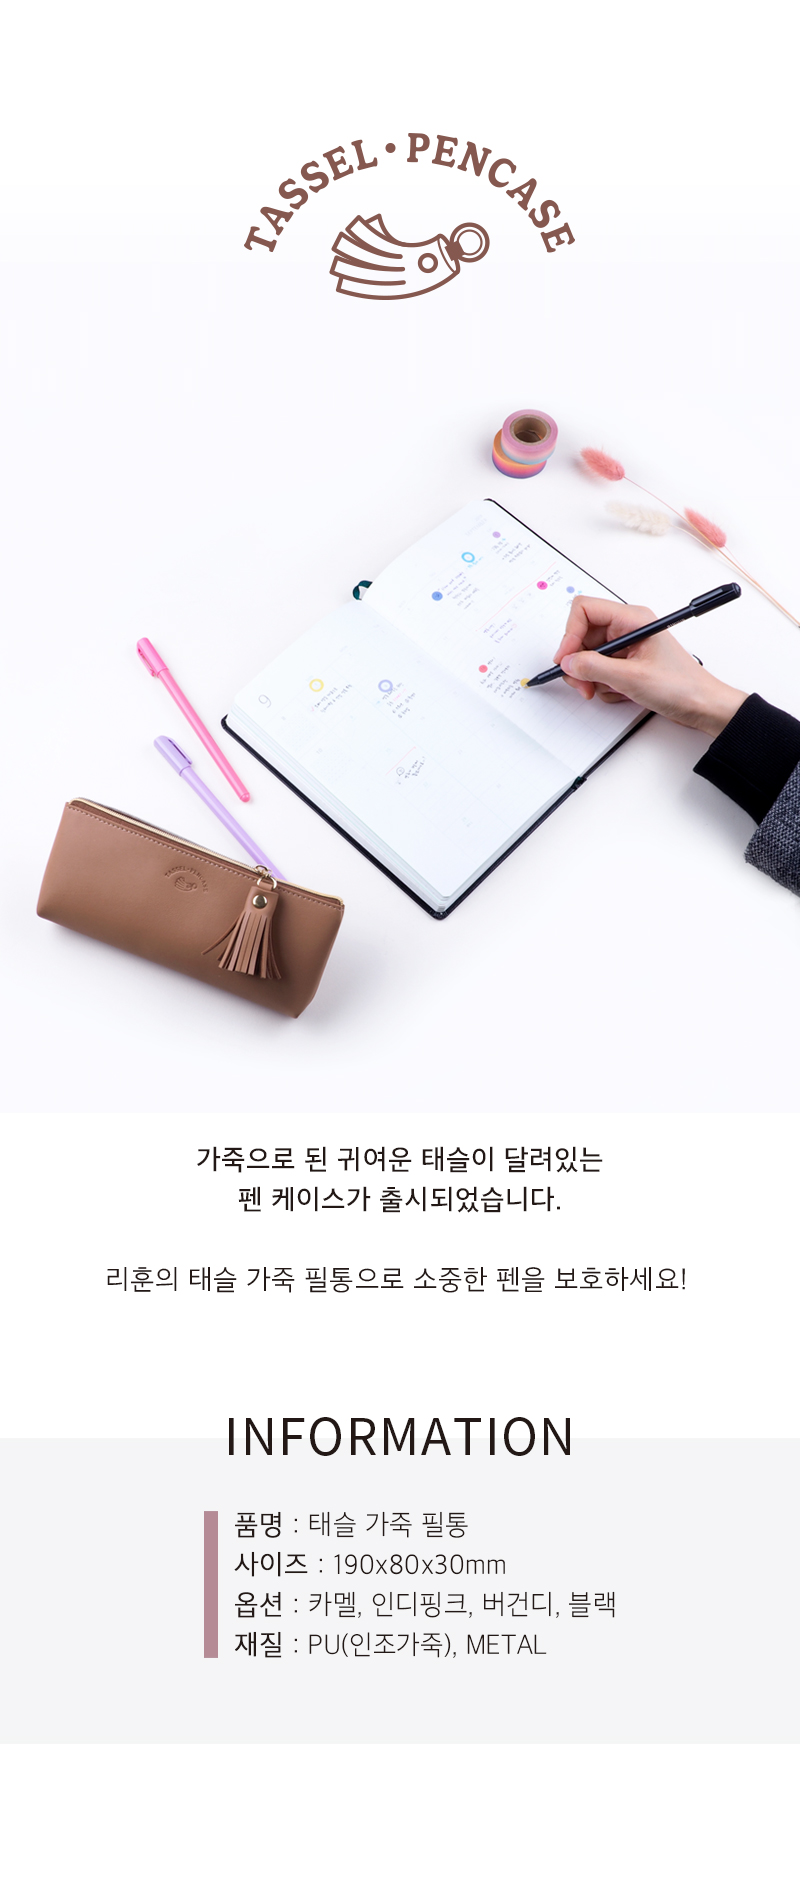 TASSEL • PENCASE
9
TASSEL • PENCASE
가죽으로 된 귀여운 태슬이 달려있는
펜 케이스가 출시되었습니다.
리훈의 태슬 가죽 필통으로 소중한 펜을 보호하세요!
INFORMATION
품명 : 태슬 가죽 필통
사이즈 : 190x80x30mm
옵션 : 카멜, 인디핑크, 버건디, 블랙
재질 : PU(인조가죽), METAL